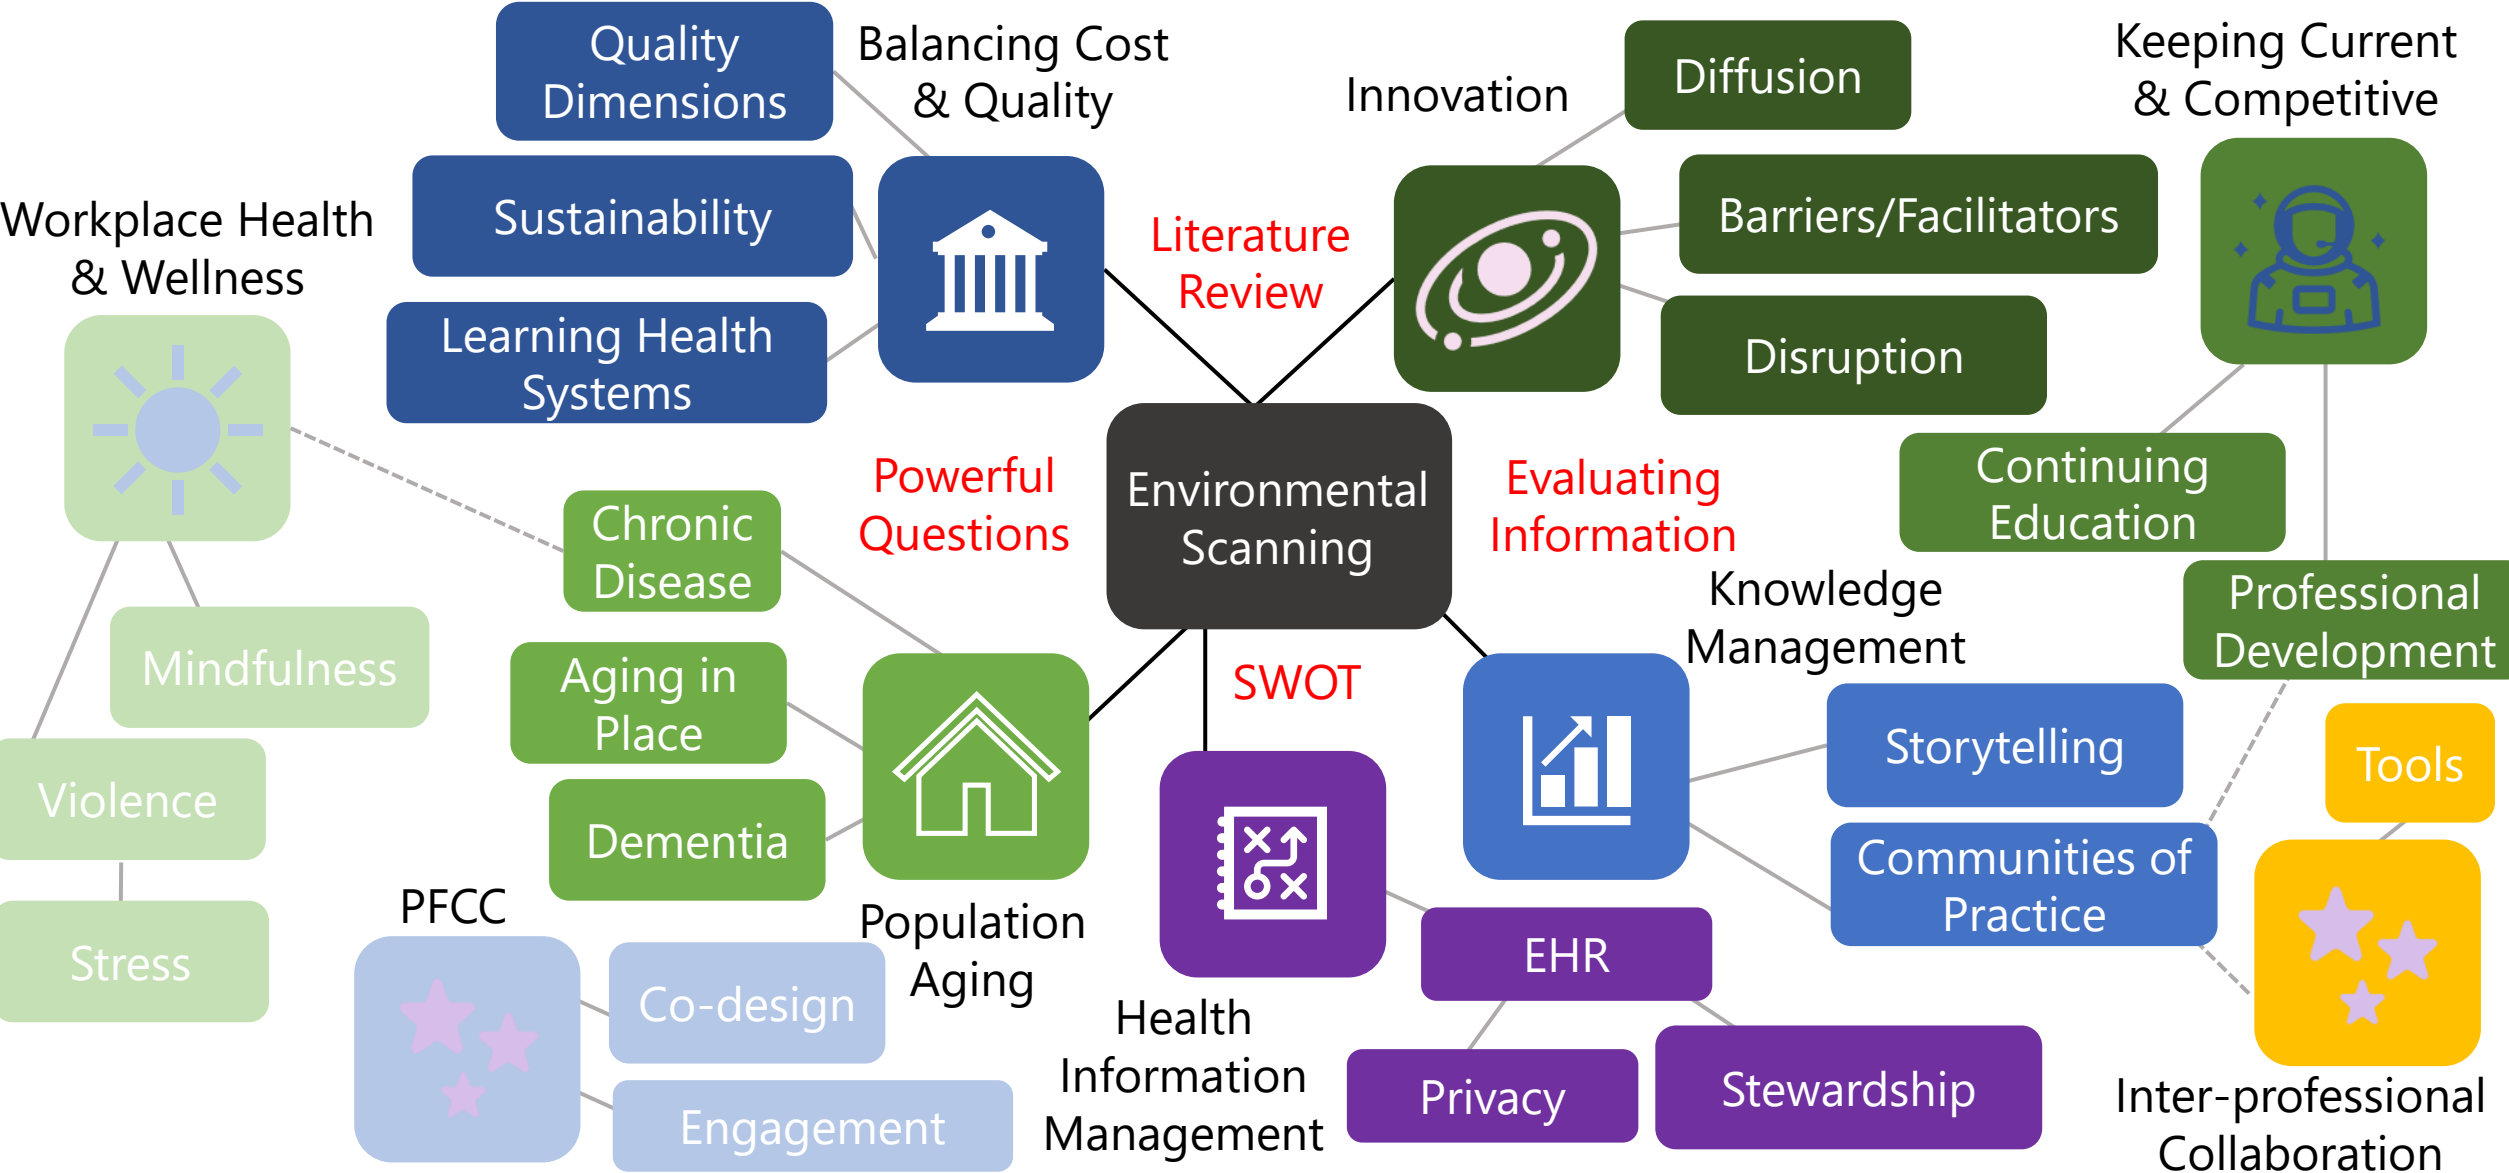 Quality
Dimensions
Balancing Cost
& Quality
Sustainability
Learning Health
Systems
Innovation
Diffusion
Barriers/Facilitators
Disruption
Keeping Current
& Competitive
Continuing
Education
Professional
Development
Workplace Health
& Wellness
Mindfulness
Violence
Stress
Literature
Review
Powerful
Questions
Environmental
Scanning
Evaluating
Information
SWOT
Chronic
Disease
Aging in
Place
Dementia
Population
Aging
Knowledge
Management
Storytelling
Communities of
Practice
Tools
Inter-professional
Collaboration
PFCC
Co-design
Engagement
Health
Information
Management
EHR
Privacy
Stewardship